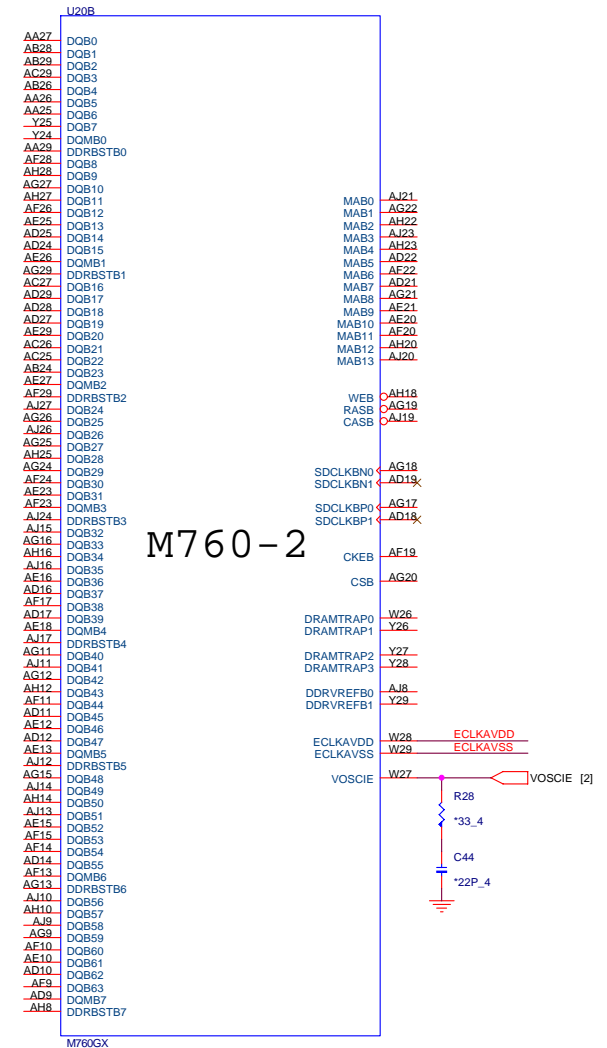 U20B
AA27 DQB0
AB28 DQB1
AB29 DQB2
AC29 DQB3
AB26 DQB4
AA26 DQB5
AA25 DQB6
Y25 DQB7
Y24 DQMB0
AA29 DDRBSTB0
AF28 DQB8
AH28 DQB9
AG27 DQB10
AH27 DQB11
AF26 DQB12
AE25 DQB13
AD25 DQB14
AD24 DQB15
AE26 DQMB1
AG29 DDRBSTB1
AC27 DQB16
AD29 DQB17
AD28 DQB18
AD27 DQB19
AE29 DQB20
AC26 DQB21
AC25 DQB22
AB24 DQB23
AE27 DQMB2
AF29 DDRBSTB2
AJ27 DQB24
AG26 DQB25
AJ26 DQB26
AG25 DQB27
AH25 DQB28
AG24 DQB29
AF24 DQB30
AE23 DQB31
AF23 DQMB3
AJ24 DDRBSTB3
AJ15 DQB32
AG16 DQB33
AH16 DQB34
AJ16 DQB35
AE16 DQB36
AD16 DQB37
AF17 DQB38
AD17 DQB39
AE18 DQMB4
AJ17 DDRBSTB4
AG11 DQB40
AJ11 DQB41
AG12 DQB42
AH12 DQB43
AF11 DQB44
AD11 DQB45
AE12 DQB46
AD12 DQB47
AE13 DQMB5
AJ12 DDRBSTB5
AG15 DQB48
AJ14 DQB49
AH14 DQB50
AJ13 DQB51
AE15 DQB52
AF15 DQB53
AF14 DQB54
AD14 DQB55
AF13 DQMB6
AG13 DDRBSTB6
AJ10 DQB56
AH10 DQB57
AJ9 DQB58
AG9 DQB59
AF10 DQB60
AE10 DQB61
AD10 DQB62
AF9 DQB63
AD9 DQMB7
AH8 DDRBSTB7
M760-2
MAB0 AJ21
MAB1 AG22
MAB2 AH22
MAB3 AJ23
MAB4 AH23
MAB5 AD22
MAB6 AF22
MAB7 AD21
MAB8 AG21
MAB9 AE21
MAB10 AE20
MAB11 AF20
MAB12 AH20
MAB13 AJ20
WEB AH18
RASB AG19
CASB AJ19
SDCLKBN0 AG18
SDCLKBN1 AD19
SDCLKBP0 AG17
SDCLKBP1 AD18
CKEB AF19
CSB AG20
DRAMTRAP0 W26
DRAMTRAP1 Y26
DRAMTRAP2 Y27
DRAMTRAP3 Y28
DDRVREFB0 AJ8
DDRVREFB1 Y29
ECLKAVDD W28 ECLKAVDD
ECLKAVSS W29 ECLKAVSS
VOSCIE W27 VOSCIE [2]
R28
*33_4
C44
*22P_4
M760GX